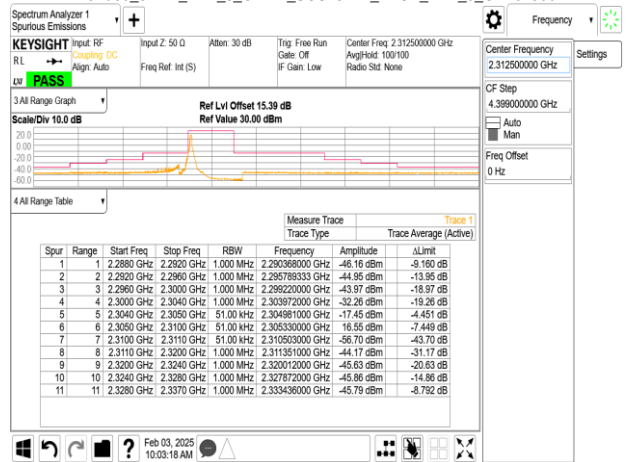 Spectrum Analyzer 1
Spurious Emissions
Frequency
KEYSIGHT
Input: RF
Input Z: 50 Ω
Atten: 30 dB
Trig: Free Run
Center Freq: 2.312500000 GHz
RL
Coupling: DC
Gate: Off
Avg|Hold: 100/100
Align: Auto
Freq Ref: Int (S)
IF Gain: Low
Radio Std: None
PASS
Center Frequency
2.312500000 GHz
Settings
CF Step
4.399000000 GHz
Auto
Man
Freq Offset
0 Hz
3 All Range Graph
Ref Lvl Offset 15.39 dB
Scale/Div 10.0 dB
Ref Value 30.00 dBm
20.0
0.00
-20.0
-40.0
-60.0
4 All Range Table
Measure Trace Trace 1
Trace Type Trace Average (Active)
Spur Range Start Freq Stop Freq RBW Frequency Amplitude ΔLimit
1 1 2.2880 GHz 2.2920 GHz 1.000 MHz 2.290368000 GHz -46.16 dBm -9.160 dB
2 2 2.2920 GHz 2.2960 GHz 1.000 MHz 2.295789333 GHz -44.95 dBm -13.95 dB
3 3 2.2960 GHz 2.3000 GHz 1.000 MHz 2.299220000 GHz -43.97 dBm -18.97 dB
4 4 2.3000 GHz 2.3040 GHz 1.000 MHz 2.303972000 GHz -32.26 dBm -19.26 dB
5 5 2.3040 GHz 2.3050 GHz 51.00 kHz 2.304981000 GHz -17.45 dBm -4.451 dB
6 6 2.3050 GHz 2.3100 GHz 51.00 kHz 2.305330000 GHz 16.55 dBm -7.449 dB
7 7 2.3100 GHz 2.3110 GHz 51.00 kHz 2.310503000 GHz -56.70 dBm -43.70 dB
8 8 2.3110 GHz 2.3200 GHz 1.000 MHz 2.311351000 GHz -44.17 dBm -31.17 dB
9 9 2.3200 GHz 2.3240 GHz 1.000 MHz 2.320012000 GHz -45.63 dBm -20.63 dB
10 10 2.3240 GHz 2.3280 GHz 1.000 MHz 2.327872000 GHz -45.86 dBm -14.86 dB
11 11 2.3280 GHz 2.3370 GHz 1.000 MHz 2.333436000 GHz -45.79 dBm -8.792 dB
Feb 03, 2025
10:03:18 AM